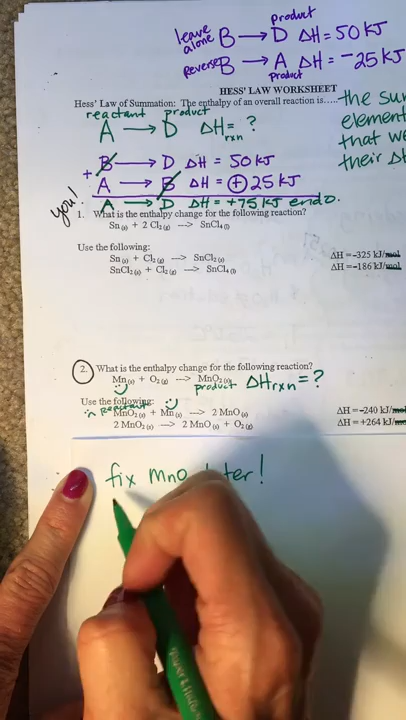 leave alone B → D ΔH = 50 KJ
product
reverse B → A ΔH = -25 KJ
product
HESS' LAW WORKSHEET
Hess' Law of Summation: The enthalpy of an overall reaction is..... the sum
element
that we
their Δ
reactant product
A → D ΔHrxn = ?
B → D ΔH = 50 KJ
+ A → B ΔH = + 25 KJ
you! A → D ΔH = +75 KJ endo.
1. What is the enthalpy change for the following reaction?
Sn(s) + 2 Cl2(g) ---> SnCl4(l)
Use the following:
Sn(s) + Cl2(g) ---> SnCl2(s) ΔH = -325 kJ/mol
SnCl2(s) + Cl2(g) ---> SnCl4(l) ΔH = -186 kJ/mol
2. What is the enthalpy change for the following reaction?
Mn(s) + O2(g) ---> MnO2(s) ΔHrxn = ?
product
Use the following:
Reactant
MnO2(s) + Mn(s) ---> 2 MnO(s) ΔH = -240 kJ/mo
2 MnO2(s) ---> 2 MnO(s) + O2(g) ΔH = +264 kJ/m
fix MnO